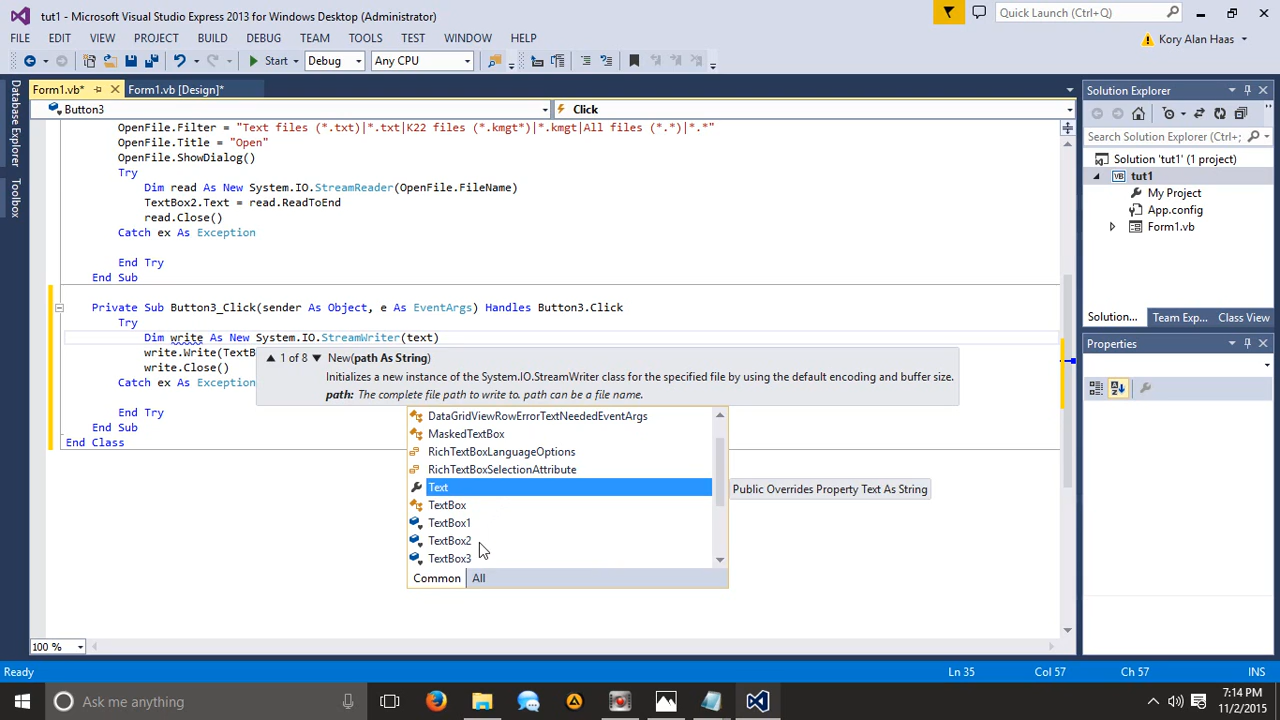 tut1 - Microsoft Visual Studio Express 2013 for Windows Desktop (Administrator)
Quick Launch (Ctrl+Q)
FILE EDIT VIEW PROJECT BUILD DEBUG TEAM TOOLS TEST WINDOW HELP
Kory Alan Haas
Start Debug Any CPU
Database Explorer
Toolbox
Form1.vb* Form1.vb [Design]*
Button3 Click
OpenFile.Filter = "Text files (*.txt)|*.txt|K22 files (*.kmgt*)|*.kmgt|All files (*.*)|*.*"
OpenFile.Title = "Open"
OpenFile.ShowDialog()
Try
Dim read As New System.IO.StreamReader(OpenFile.FileName)
TextBox2.Text = read.ReadToEnd
read.Close()
Catch ex As Exception
End Try
End Sub
Private Sub Button3_Click(sender As Object, e As EventArgs) Handles Button3.Click
Try
Dim write As New System.IO.StreamWriter(text)
write.Write(TextB
write.Close()
Catch ex As Exception
End Try
End Sub
End Class
1 of 8 New(path As String)
Initializes a new instance of the System.IO.StreamWriter class for the specified file by using the default encoding and buffer size.
path: The complete file path to write to. path can be a file name.
DataGridViewRowErrorTextNeededEventArgs
MaskedTextBox
RichTextBoxLanguageOptions
RichTextBoxSelectionAttribute
Text
TextBox
TextBox1
TextBox2
TextBox3
Common All
Public Overrides Property Text As String
100 %
Solution Explorer
Search Solution Explorer (Ctrl+;)
Solution 'tut1' (1 project)
tut1
My Project
App.config
Form1.vb
Solution... Team Exp... Class View
Properties
Ready Ln 35 Col 57 Ch 57 INS
Ask me anything
7:14 PM
11/2/2015